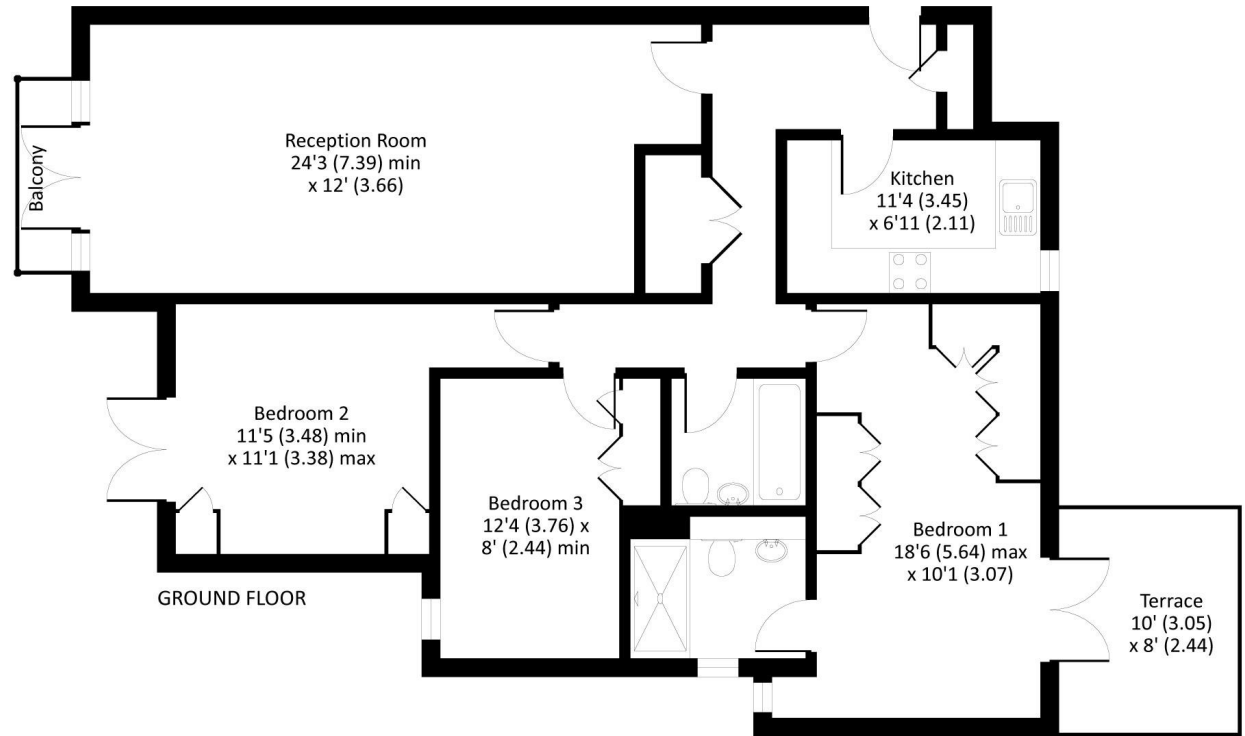 Balcony
Reception Room
24'3 (7.39) min
x 12' (3.66)
Kitchen
11'4 (3.45)
x 6'11 (2.11)
Bedroom 2
11'5 (3.48) min
x 11'1 (3.38) max
Bedroom 3
12'4 (3.76) x
8' (2.44) min
Bedroom 1
18'6 (5.64) max
x 10'1 (3.07)
Terrace
10' (3.05)
x 8' (2.44)
GROUND FLOOR